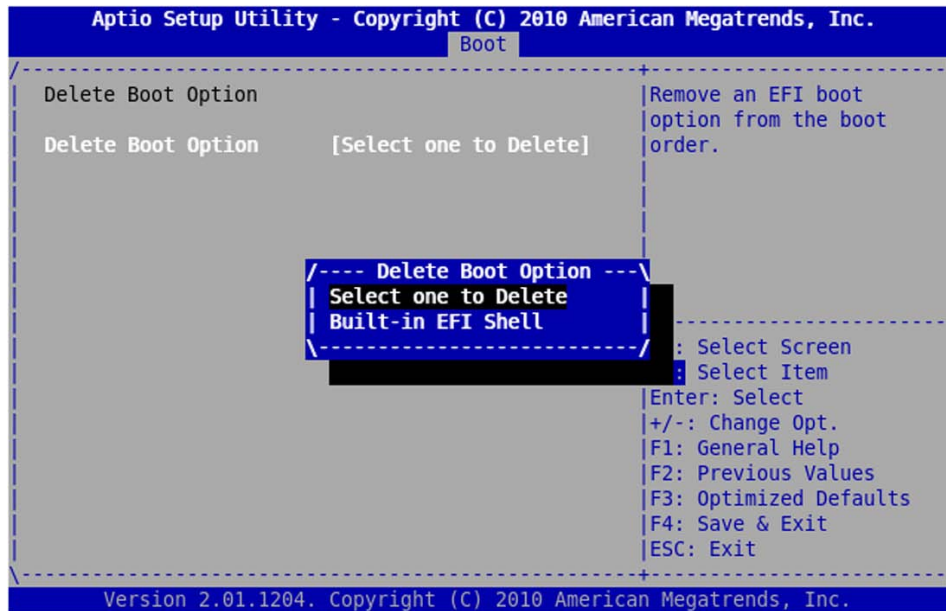 Aptio Setup Utility - Copyright (C) 2010 American Megatrends, Inc.
Boot
Delete Boot Option
Delete Boot Option [Select one to Delete]
Remove an EFI boot
option from the boot
order.
/---- Delete Boot Option ---\
Select one to Delete
Built-in EFI Shell
: Select Screen
: Select Item
Enter: Select
+/-: Change Opt.
F1: General Help
F2: Previous Values
F3: Optimized Defaults
F4: Save & Exit
ESC: Exit
Version 2.01.1204. Copyright (C) 2010 American Megatrends, Inc.